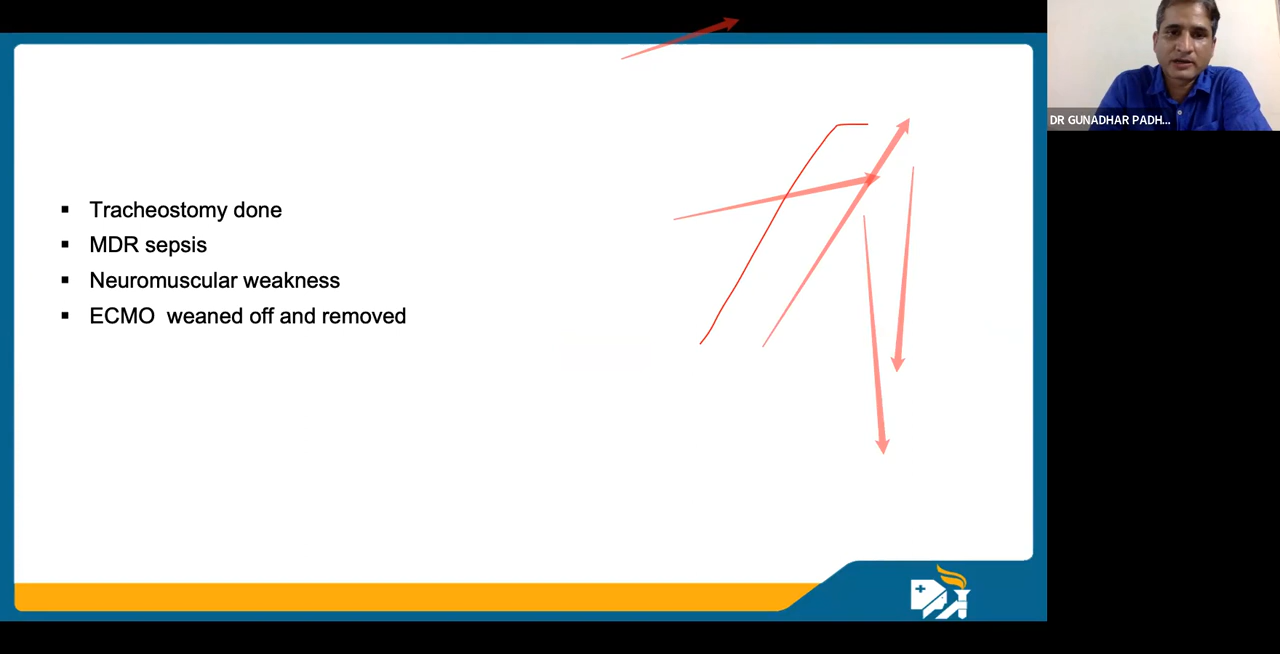 DR GUNADHAR PADH...
Tracheostomy done
MDR sepsis
Neuromuscular weakness
ECMO weaned off and removed